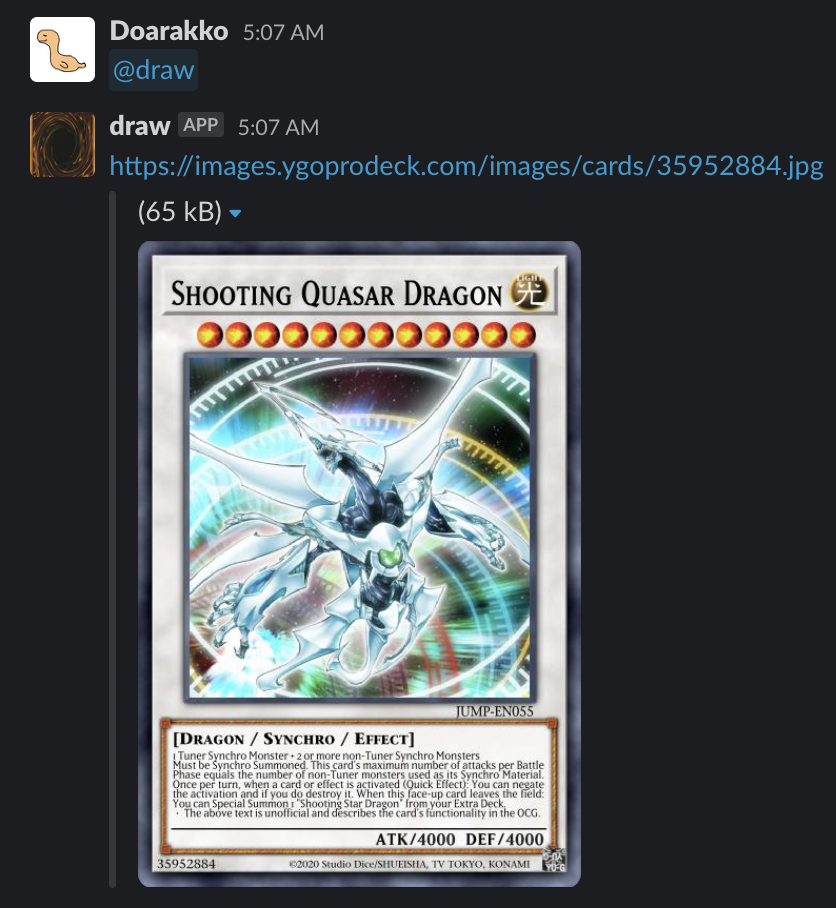 Doarakko 5:07 AM
@draw
draw APP 5:07 AM
https://images.ygoprodeck.com/images/cards/35952884.jpg
(65 kB)
SHOOTING QUASAR DRAGON
LIGHT
光
JUMP-EN055
[DRAGON / SYNCHRO / EFFECT]
1 Tuner Synchro Monster + 2 or more non-Tuner Synchro Monsters
Must be Synchro Summoned. This card's maximum number of attacks per Battle
Phase equals the number of non-Tuner monsters used as its Synchro Material.
Once per turn, when a card or effect is activated (Quick Effect): You can negate
the activation and if you do destroy it. When this face-up card leaves the field:
You can Special Summon 1 "Shooting Star Dragon" from your Extra Deck.
· The above text is unofficial and describes the card's functionality in the OCG.
ATK/4000 DEF/4000
35952884
©2020 Studio Dice/SHUEISHA, TV TOKYO, KONAMI